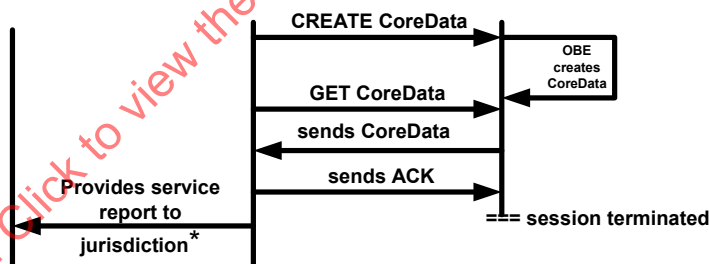 CREATE CoreData
OBE
creates
CoreData
GET CoreData
sends CoreData
sends ACK
Provides service
report to
jurisdiction*
=== session terminated
Click to view the